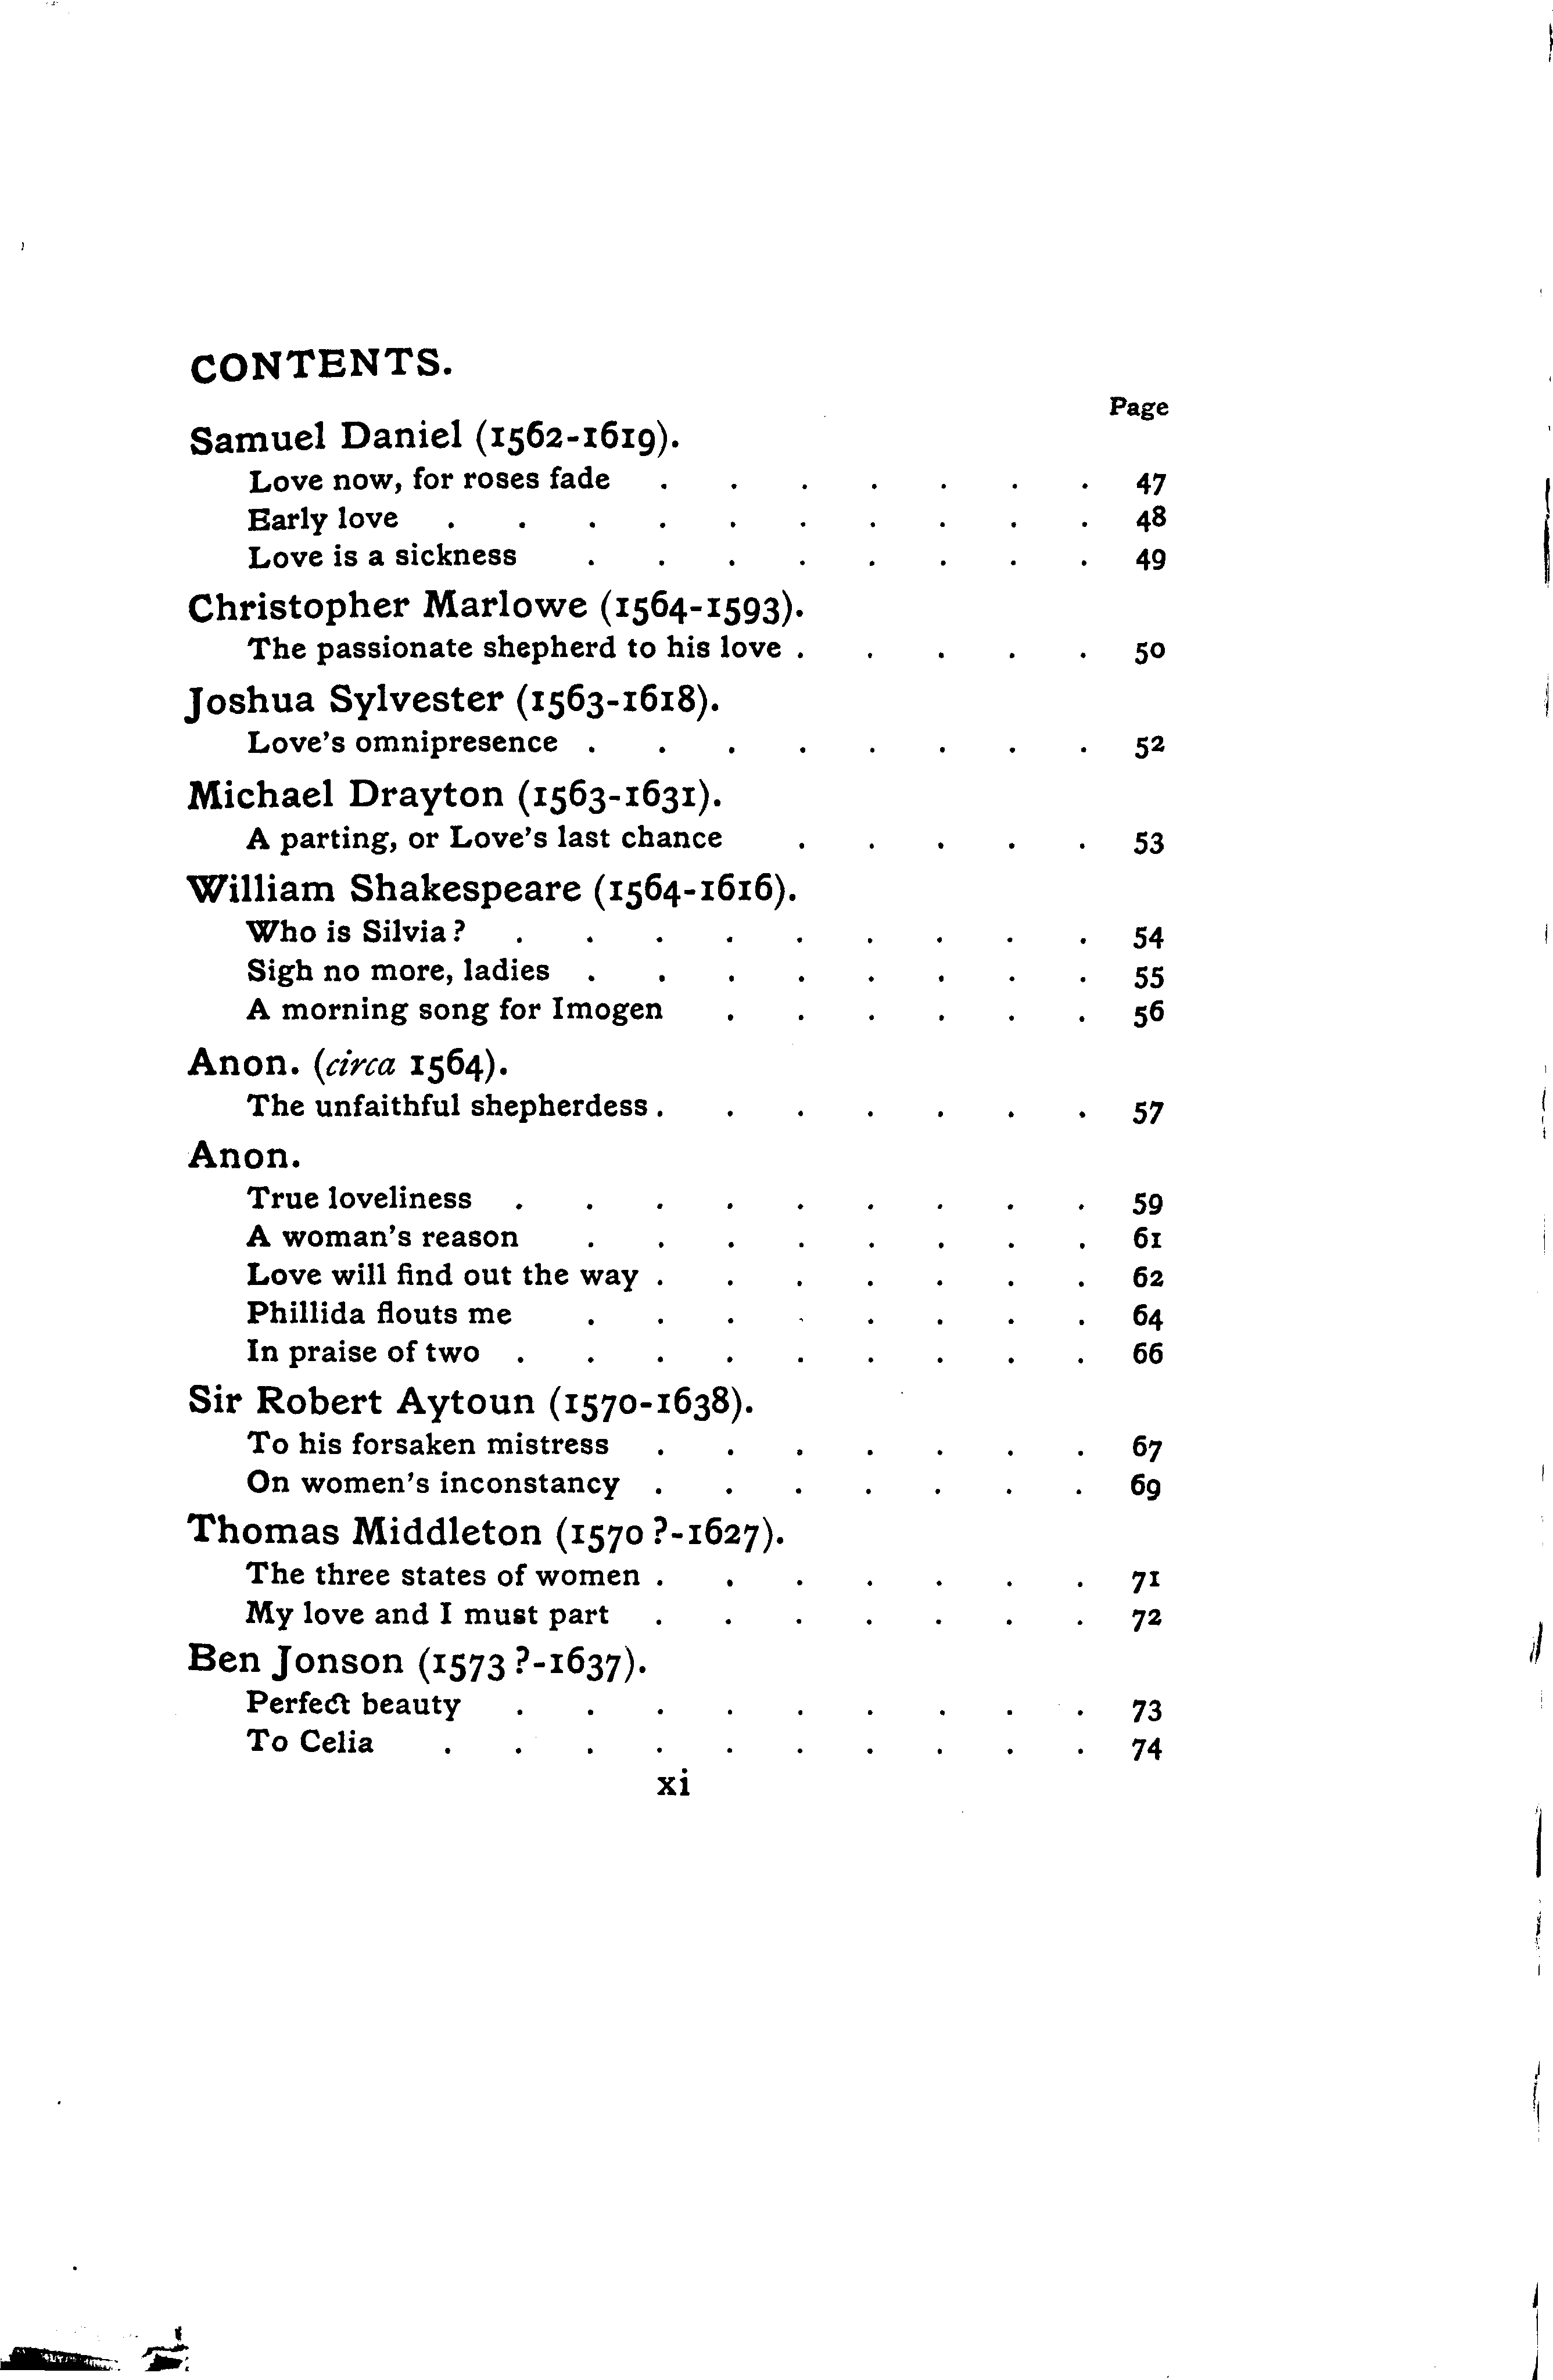 CONTENTS.
Page
Samuel Daniel (1562-1619).
Love now, for roses fade . . . . . . . 47
Early love . . . . . . . . . . 48
Love is a sickness . . . . . . . . 49
Christopher Marlowe (1564-1593).
The passionate shepherd to his love . . . . . 50
Joshua Sylvester (1563-1618).
Love's omnipresence . . . . . . . . 52
Michael Drayton (1563-1631).
A parting, or Love's last chance . . . . . 53
William Shakespeare (1564-1616).
Who is Silvia? . . . . . . . . . 54
Sigh no more, ladies . . . . . . . . 55
A morning song for Imogen . . . . . . 56
Anon. (circa 1564).
The unfaithful shepherdess . . . . . . . 57
Anon.
True loveliness . . . . . . . . . 59
A woman's reason . . . . . . . . 61
Love will find out the way . . . . . . . 62
Phillida flouts me . . . . . . . . 64
In praise of two . . . . . . . . . 66
Sir Robert Aytoun (1570-1638).
To his forsaken mistress . . . . . . . 67
On women's inconstancy . . . . . . . 69
Thomas Middleton (1570?-1627).
The three states of women . . . . . . . 71
My love and I must part . . . . . . . 72
Ben Jonson (1573?-1637).
Perfect beauty . . . . . . . . . 73
To Celia . . . . . . . . . . 74
xi